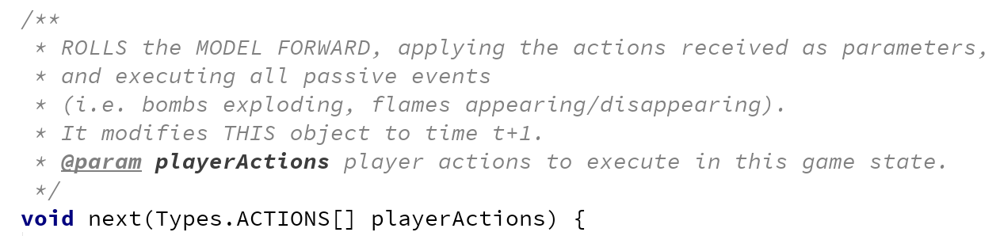 /**
* ROLLS the MODEL FORWARD, applying the actions received as parameters,
* and executing all passive events
* (i.e. bombs exploding, flames appearing/disappearing).
* It modifies THIS object to time t+1.
* @param playerActions player actions to execute in this game state.
*/
void next(Types.ACTIONS[] playerActions) {